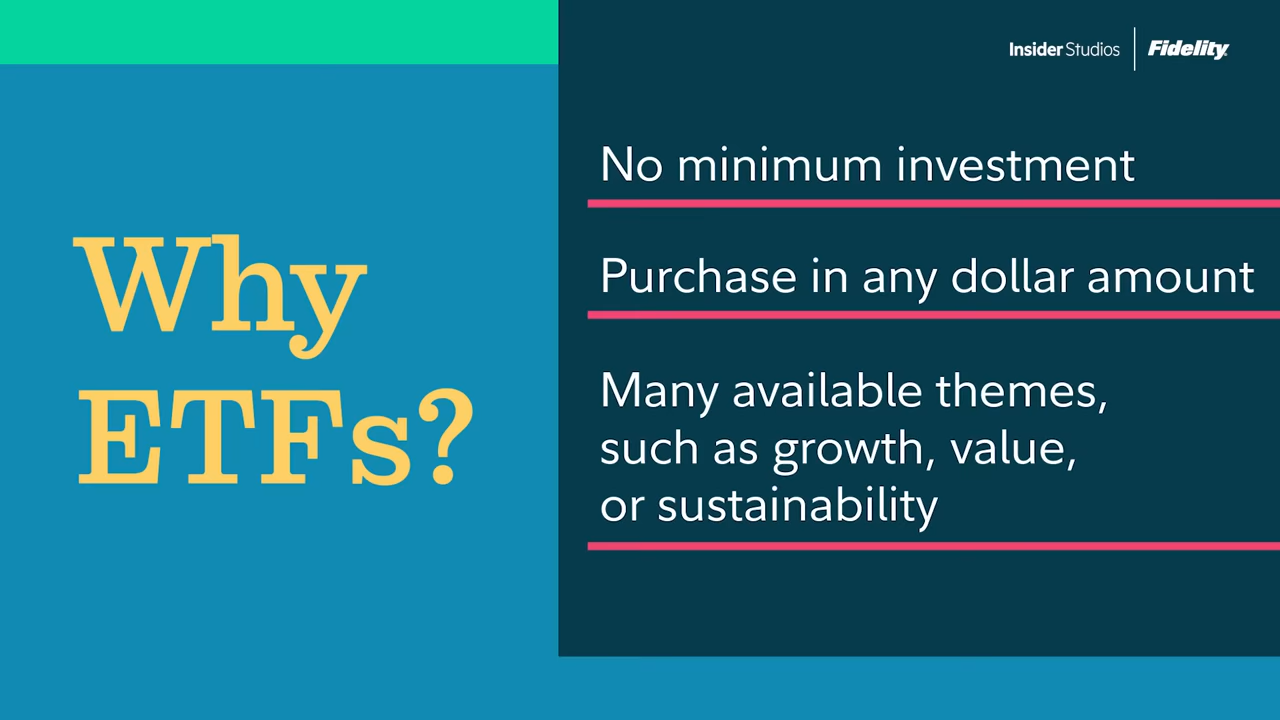 Insider Studios | Fidelity
Why
ETFs?
No minimum investment
Purchase in any dollar amount
Many available themes,
such as growth, value,
or sustainability